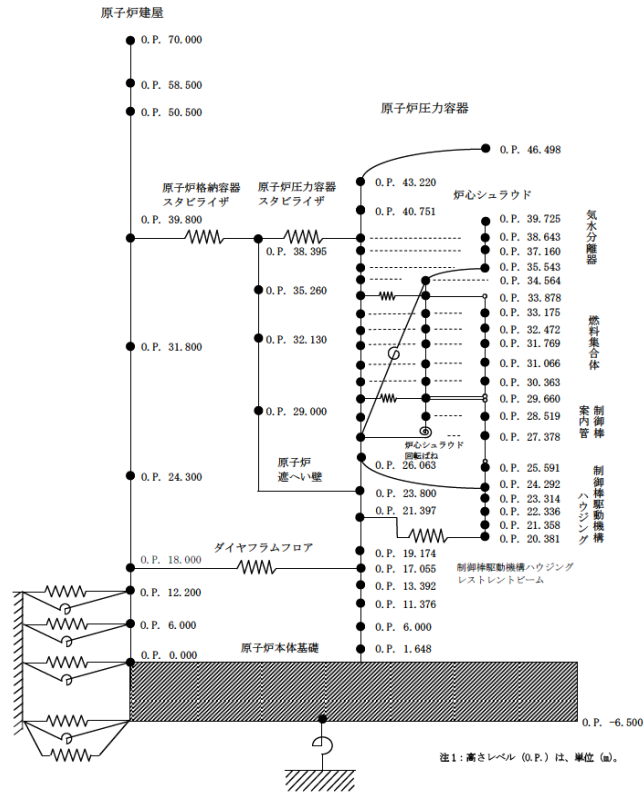 原子炉建屋
O.P. 70.000
O.P. 58.500
O.P. 50.500
O.P. 39.800
O.P. 31.800
O.P. 24.300
O.P. 18.000
O.P. 12.200
O.P. 6.000
O.P. 0.000
原子炉格納容器
スタビライザ
原子炉圧力容器
スタビライザ
O.P. 38.395
O.P. 35.260
O.P. 32.130
O.P. 29.000
原子炉
遮へい壁
ダイヤフラムフロア
原子炉本体基礎
原子炉圧力容器
O.P. 46.498
O.P. 43.220
O.P. 40.751
O.P. 26.063
O.P. 23.800
O.P. 21.397
O.P. 19.174
O.P. 17.055
O.P. 13.392
O.P. 11.376
O.P. 6.000
O.P. 1.648
炉心シュラウド
O.P. 39.725
O.P. 38.643
O.P. 37.160
O.P. 35.543
O.P. 34.564
O.P. 33.878
O.P. 33.175
O.P. 32.472
O.P. 31.769
O.P. 31.066
O.P. 30.363
O.P. 29.660
O.P. 28.519
O.P. 27.378
O.P. 25.591
O.P. 24.292
O.P. 23.314
O.P. 22.336
O.P. 21.358
O.P. 20.381
気水分離器
燃料集合体
制御棒
案内管
制御棒駆動機構
ハウジング
炉心シュラウド
回転ばね
制御棒駆動機構ハウジング
レストレントビーム
O.P. -6.500
注1：高さレベル（O.P.）は、単位（m）。